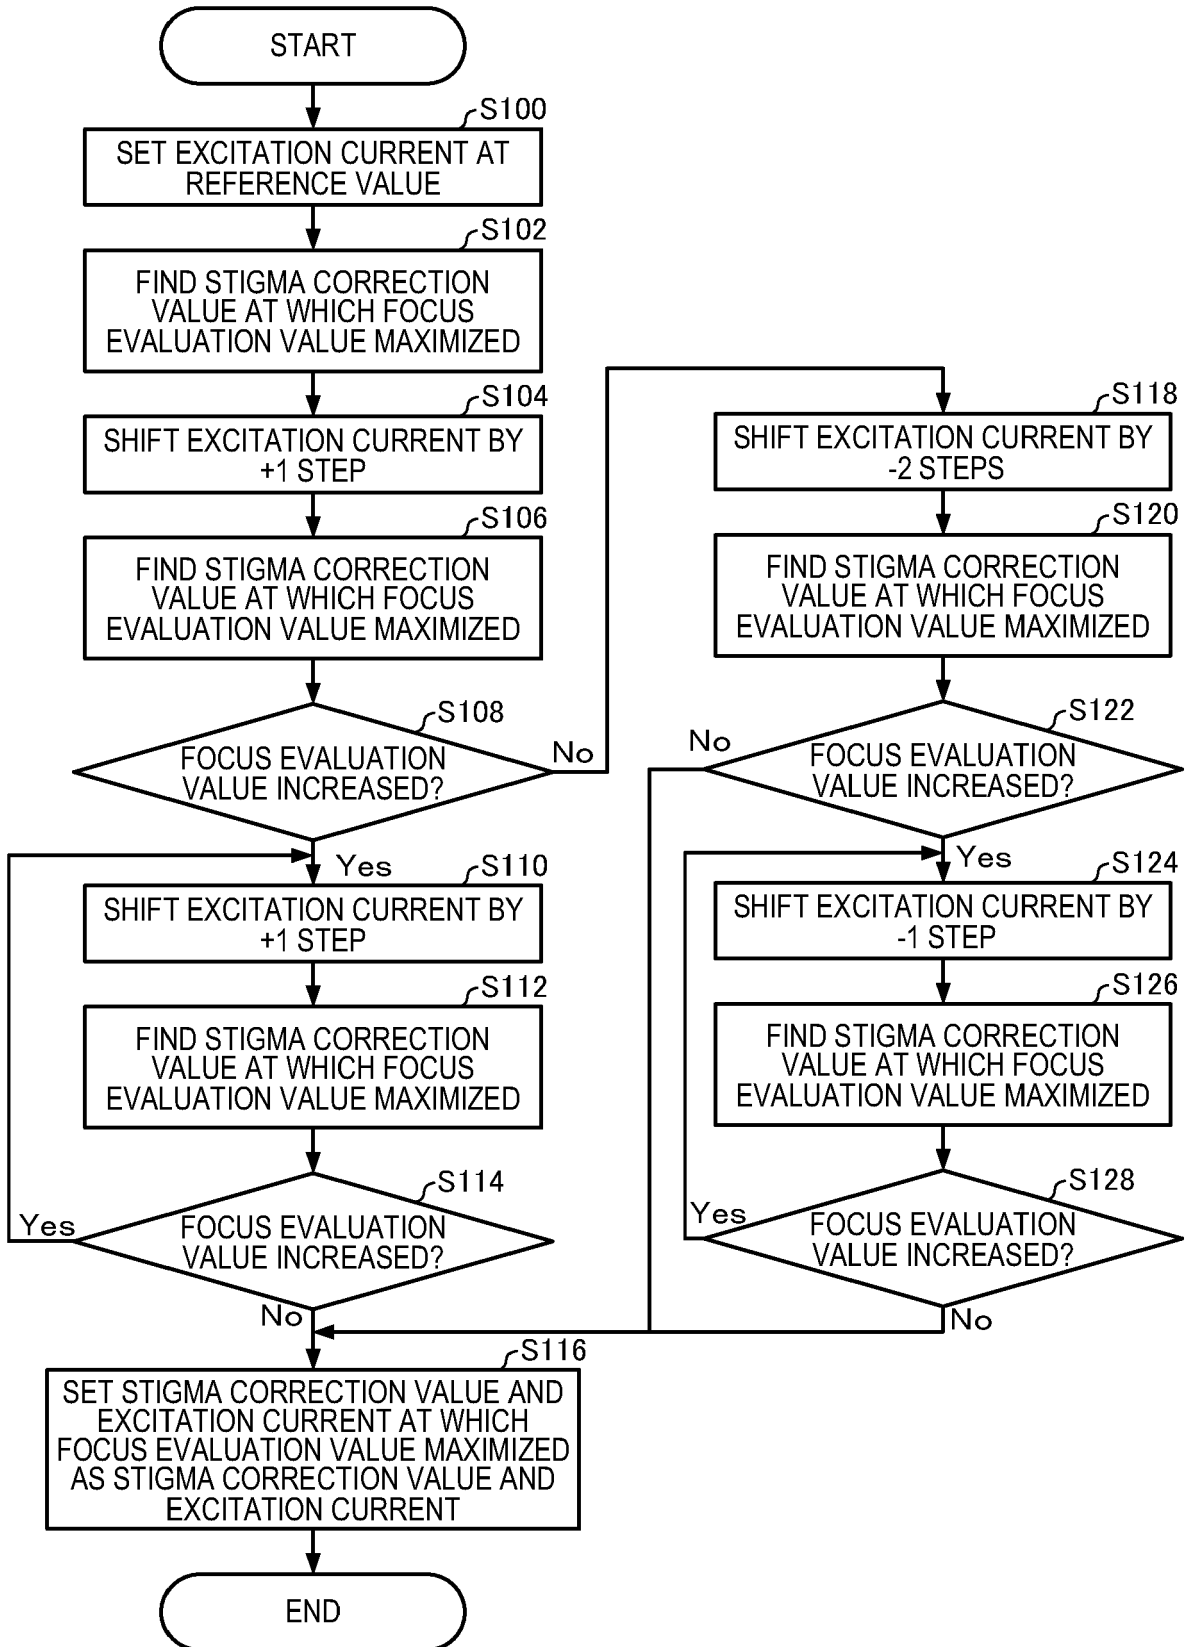 START
S100
SET EXCITATION CURRENT AT
REFERENCE VALUE
S102
FIND STIGMA CORRECTION
VALUE AT WHICH FOCUS
EVALUATION VALUE MAXIMIZED
S104
SHIFT EXCITATION CURRENT BY
+1 STEP
S106
FIND STIGMA CORRECTION
VALUE AT WHICH FOCUS
EVALUATION VALUE MAXIMIZED
S108
FOCUS EVALUATION
VALUE INCREASED?
No
Yes
S110
SHIFT EXCITATION CURRENT BY
+1 STEP
S112
FIND STIGMA CORRECTION
VALUE AT WHICH FOCUS
EVALUATION VALUE MAXIMIZED
S114
FOCUS EVALUATION
VALUE INCREASED?
Yes
No
S116
SET STIGMA CORRECTION VALUE AND
EXCITATION CURRENT AT WHICH
FOCUS EVALUATION VALUE MAXIMIZED
AS STIGMA CORRECTION VALUE AND
EXCITATION CURRENT
END
S118
SHIFT EXCITATION CURRENT BY
-2 STEPS
S120
FIND STIGMA CORRECTION
VALUE AT WHICH FOCUS
EVALUATION VALUE MAXIMIZED
S122
No
FOCUS EVALUATION
VALUE INCREASED?
Yes
S124
SHIFT EXCITATION CURRENT BY
-1 STEP
S126
FIND STIGMA CORRECTION
VALUE AT WHICH FOCUS
EVALUATION VALUE MAXIMIZED
S128
Yes
FOCUS EVALUATION
VALUE INCREASED?
No